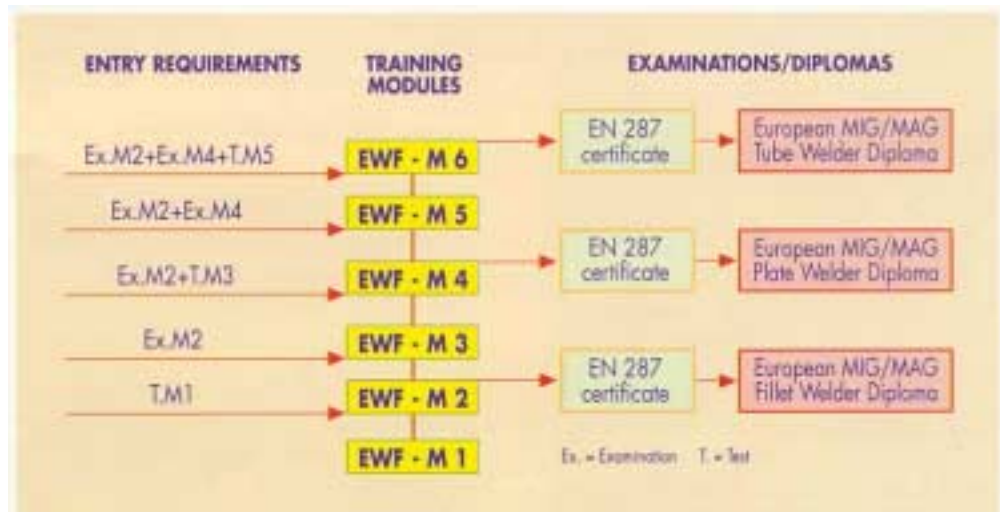 ENTRY REQUIREMENTS
TRAINING
MODULES
EXAMINATIONS/DIPLOMAS
Ex.M2+Ex.M4+T.M5
EWF - M 6
EN 287
certificate
European MIG/MAG
Tube Welder Diploma
Ex.M2+Ex.M4
EWF - M 5
Ex.M2+T.M3
EWF - M 4
EN 287
certificate
European MIG/MAG
Plate Welder Diploma
Ex.M2
EWF - M 3
T.M1
EWF - M 2
EN 287
certificate
European MIG/MAG
Fillet Welder Diploma
EWF - M 1
Ex. = Examination T. = Test